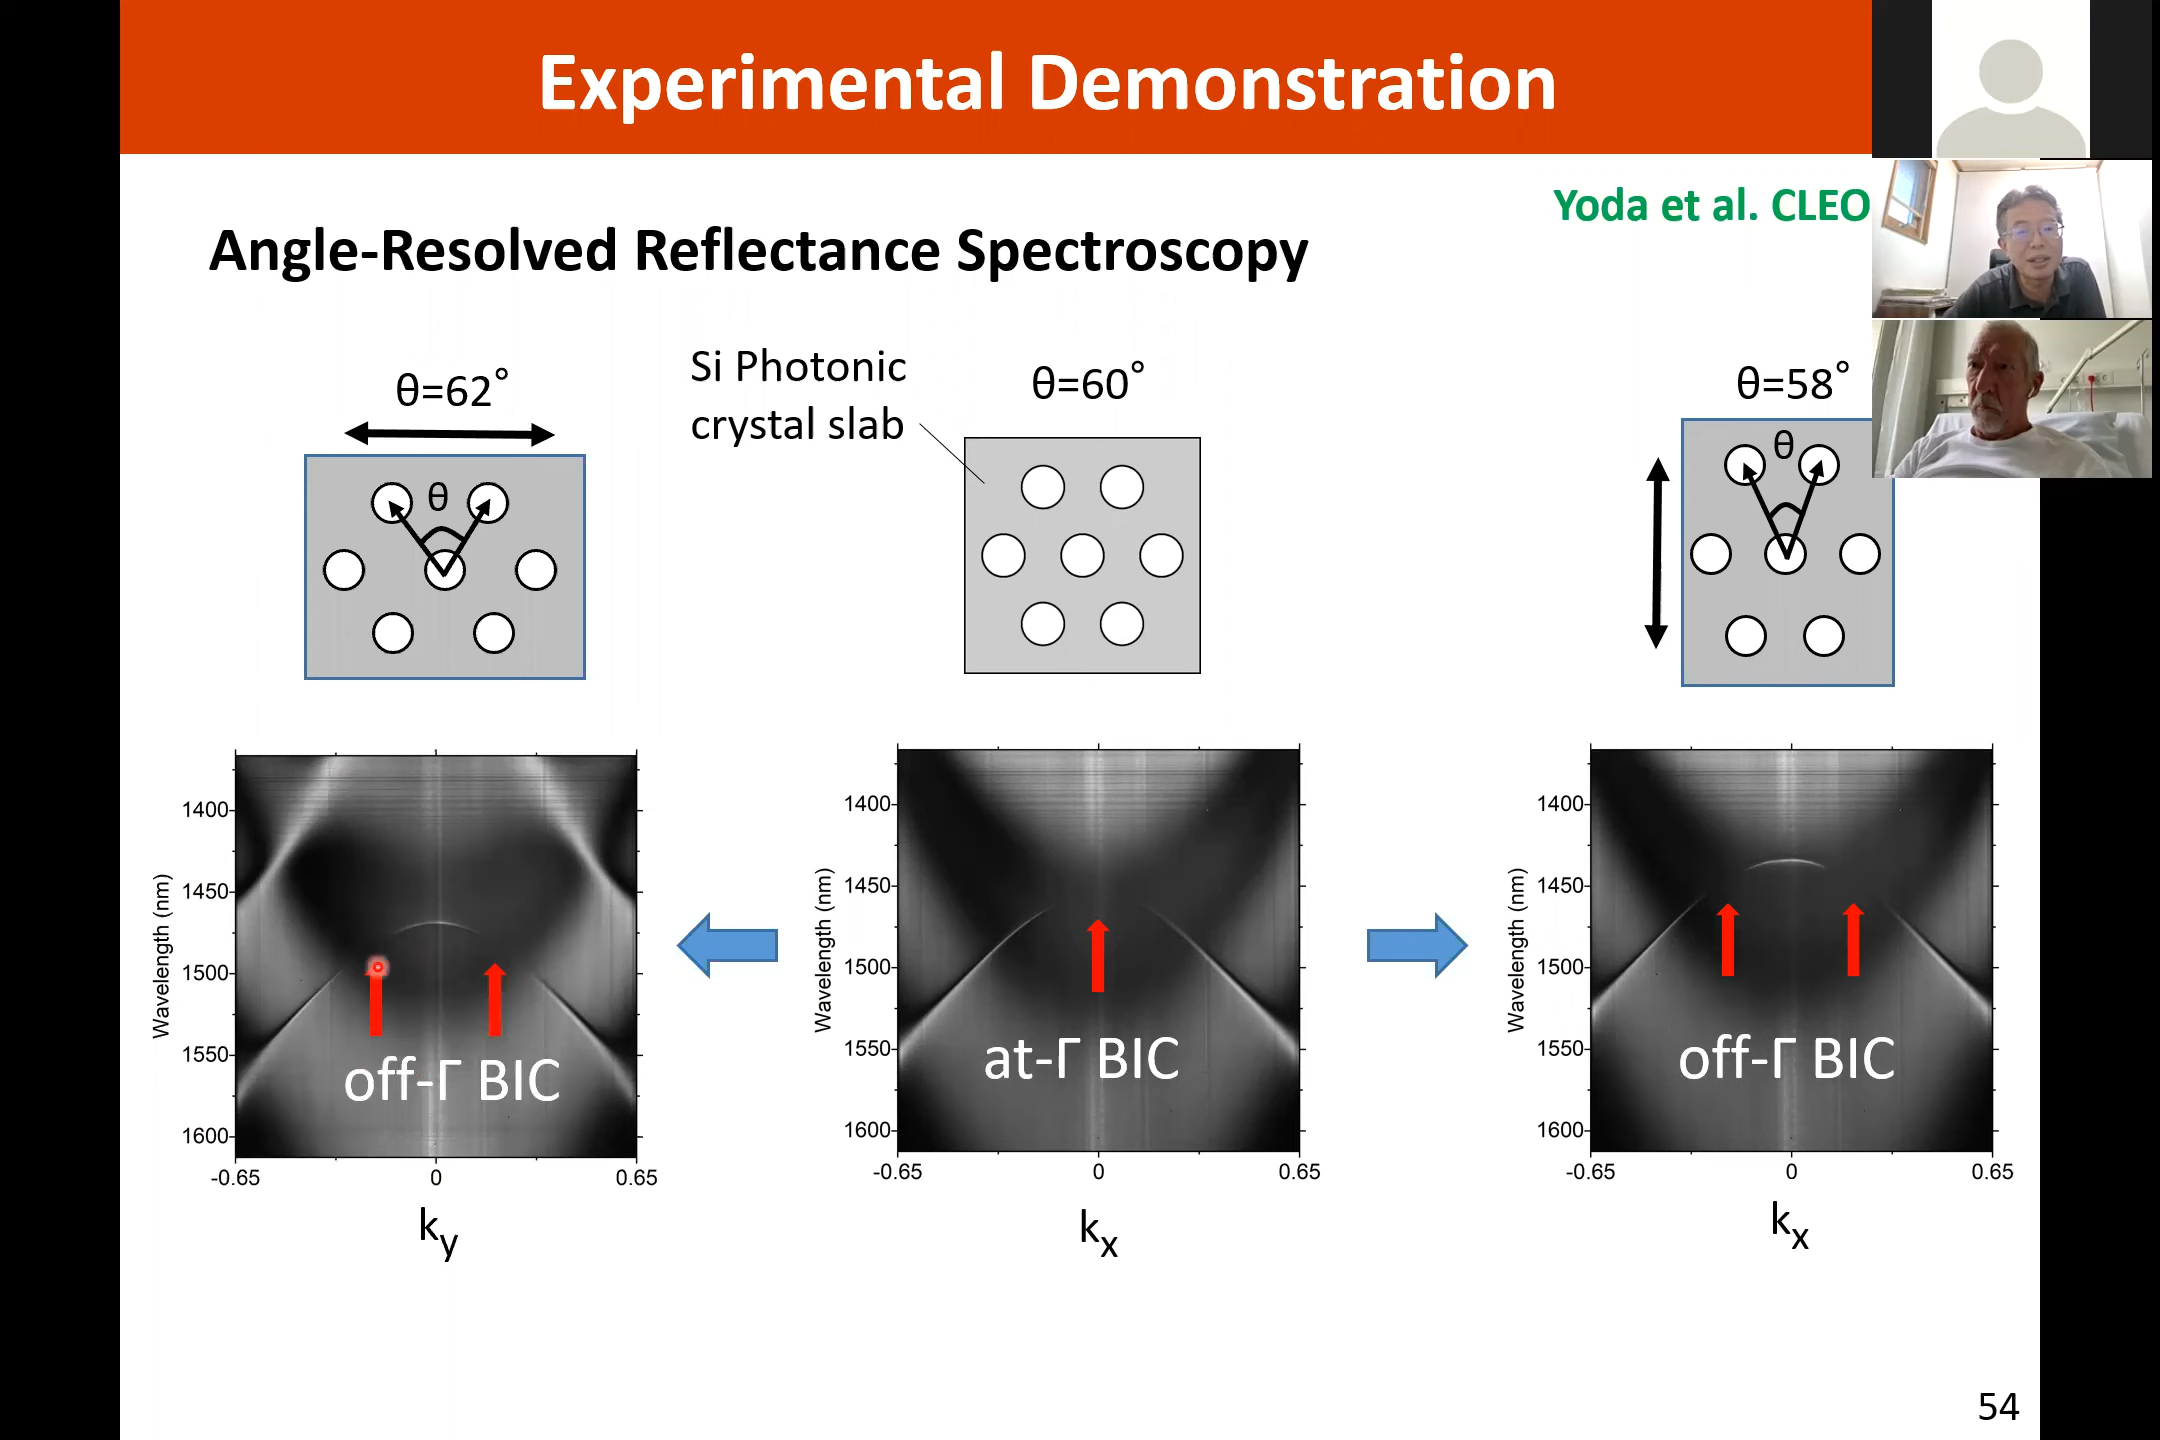 Experimental Demonstration
Yoda et al. CLEO
Angle-Resolved Reflectance Spectroscopy
θ=62°
Si Photonic
crystal slab
θ=60°
θ=58°
θ
θ
Wavelength (nm)
1400
1450
1500
1550
1600
off-Γ BIC
-0.65 0 0.65
ky
Wavelength (nm)
1400
1450
1500
1550
1600
at-Γ BIC
-0.65 0 0.65
kx
Wavelength (nm)
1400
1450
1500
1550
1600
off-Γ BIC
-0.65 0 0.65
kx
54